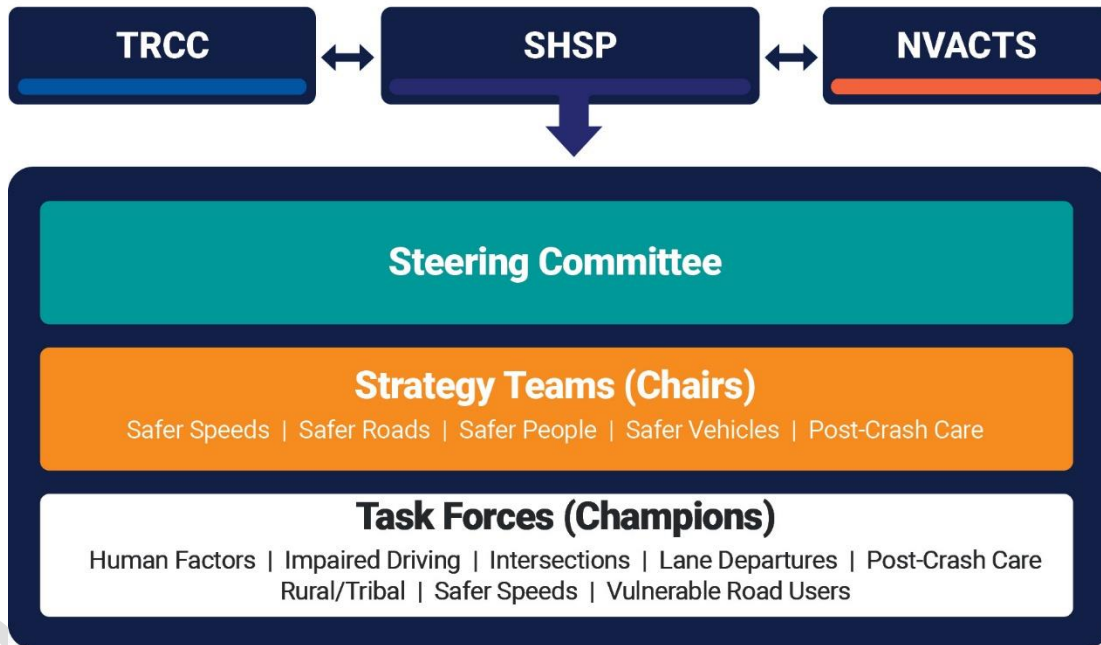 TRCC
SHSP
NVACTS
Steering Committee
Strategy Teams (Chairs)
Safer Speeds | Safer Roads | Safer People | Safer Vehicles | Post-Crash Care
Task Forces (Champions)
Human Factors | Impaired Driving | Intersections | Lane Departures | Post-Crash Care
Rural/Tribal | Safer Speeds | Vulnerable Road Users